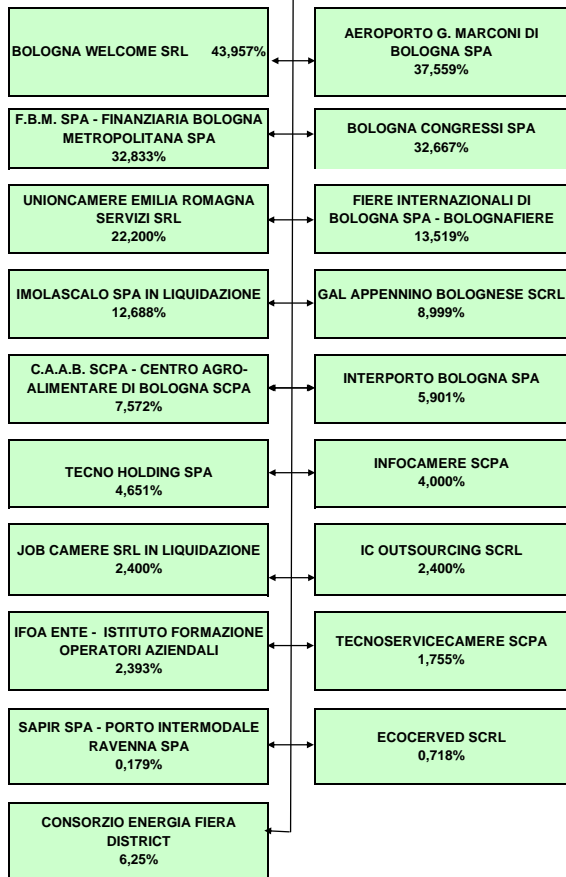 BOLOGNA WELCOME SRL 43,957%
AEROPORTO G. MARCONI DI
BOLOGNA SPA
37,559%
F.B.M. SPA - FINANZIARIA BOLOGNA
METROPOLITANA SPA
32,833%
BOLOGNA CONGRESSI SPA
32,667%
UNIONCAMERE EMILIA ROMAGNA
SERVIZI SRL
22,200%
FIERE INTERNAZIONALI DI
BOLOGNA SPA - BOLOGNAFIERE
13,519%
IMOLASCALO SPA IN LIQUIDAZIONE
12,688%
GAL APPENNINO BOLOGNESE SCRL
8,999%
C.A.A.B. SCPA - CENTRO AGRO-
ALIMENTARE DI BOLOGNA SCPA
7,572%
INTERPORTO BOLOGNA SPA
5,901%
TECNO HOLDING SPA
4,651%
INFOCAMERE SCPA
4,000%
JOB CAMERE SRL IN LIQUIDAZIONE
2,400%
IC OUTSOURCING SCRL
2,400%
IFOA ENTE - ISTITUTO FORMAZIONE
OPERATORI AZIENDALI
2,393%
TECNOSERVICECAMERE SCPA
1,755%
SAPIR SPA - PORTO INTERMODALE
RAVENNA SPA
0,179%
ECOCERVED SCRL
0,718%
CONSORZIO ENERGIA FIERA
DISTRICT
6,25%